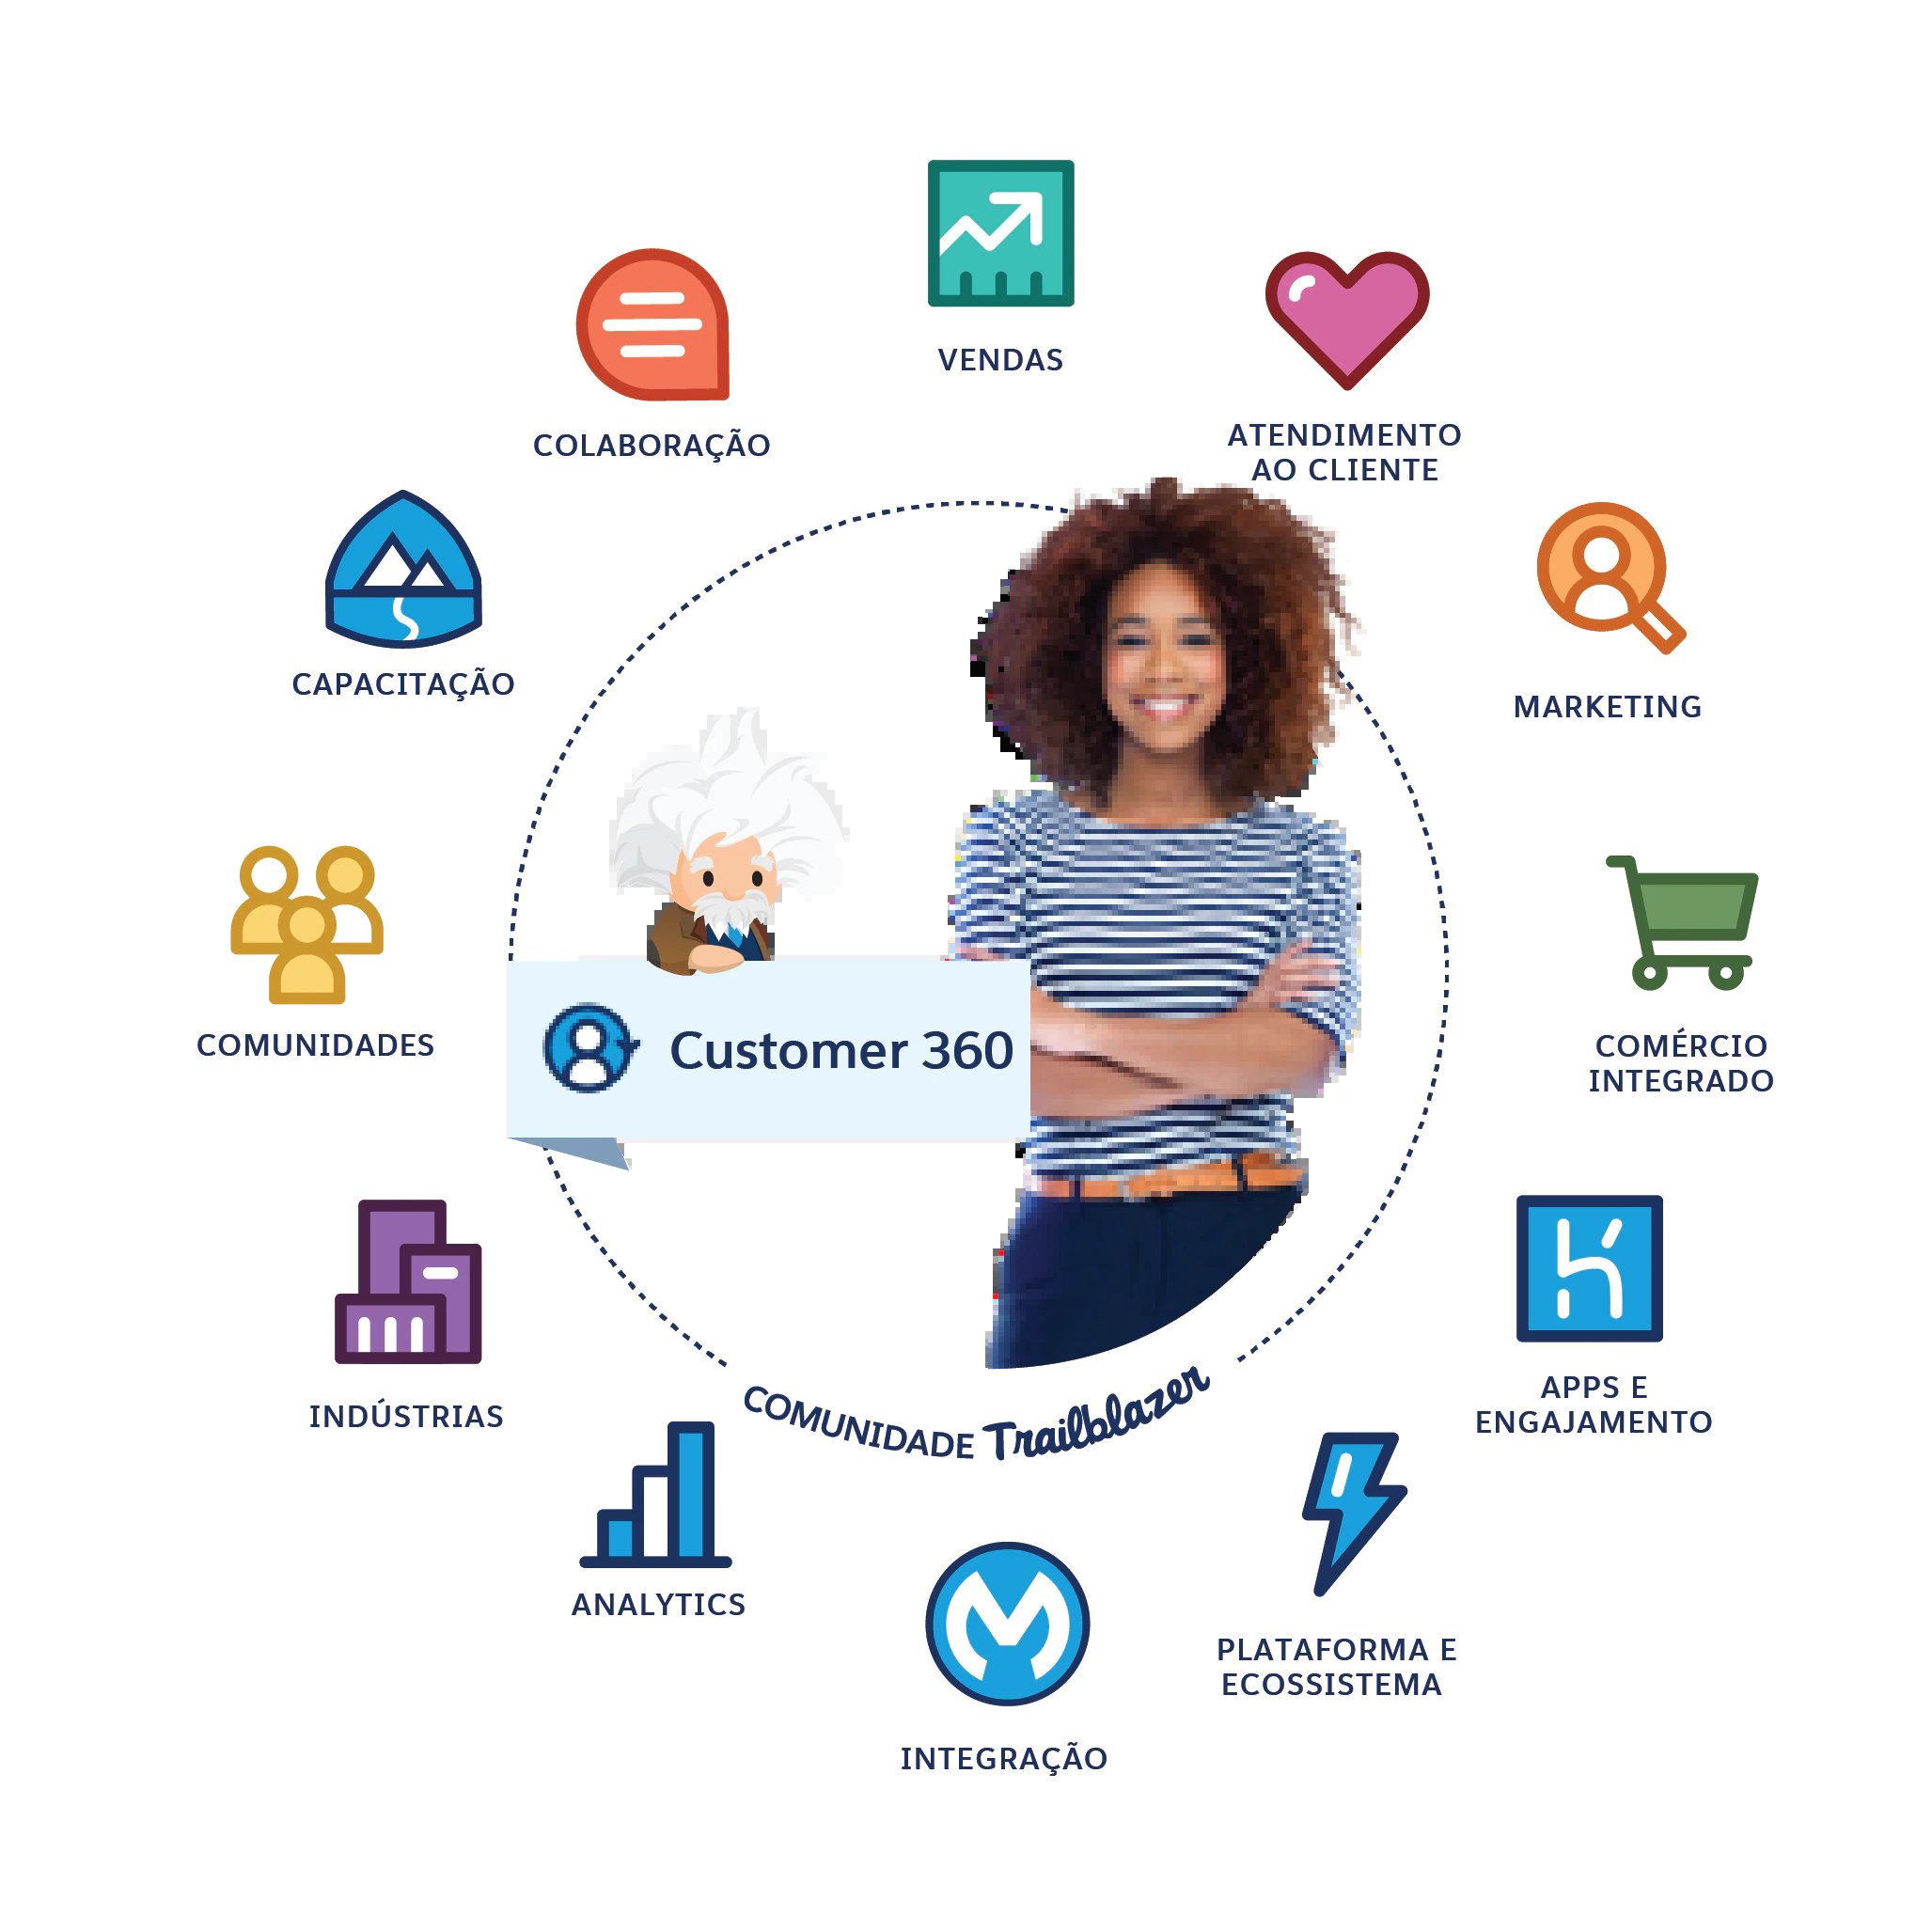 VENDAS
COLABORAÇÃO
ATENDIMENTO
AO CLIENTE
CAPACITAÇÃO
MARKETING
COMUNIDADES
Customer 360
COMÉRCIO
INTEGRADO
INDÚSTRIAS
APPS E
ENGAJAMENTO
COMUNIDADE Trailblazer
ANALYTICS
PLATAFORMA E
ECOSSISTEMA
INTEGRAÇÃO